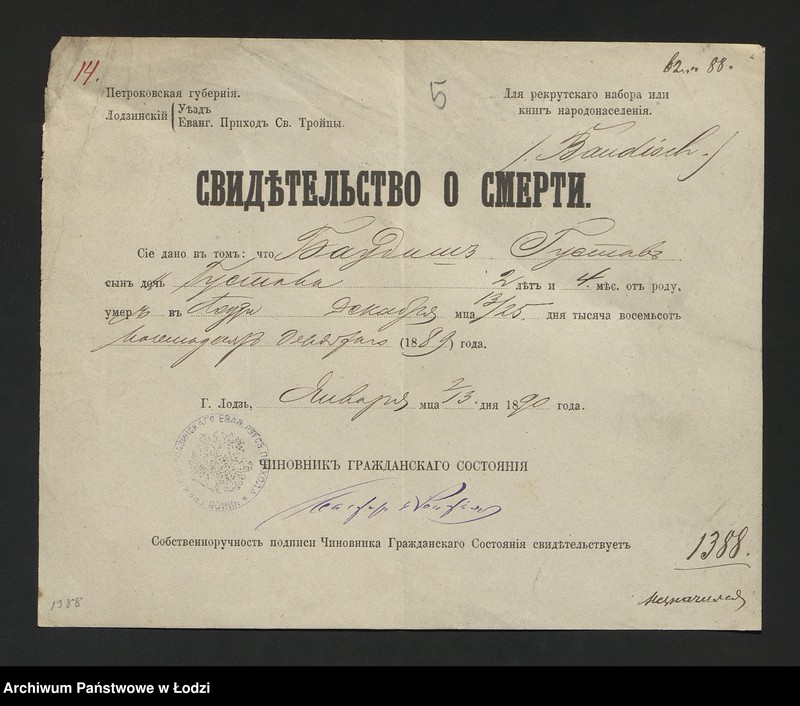 14.
Петроковская губернія.
Лодзинскій Уѣздъ
Еванг. Приходъ Св. Тройцы.
5
88.
Для рекрутскаго набора или
книгъ народонаселенія.
(Baudisch.)
СВИДѢТЕЛЬСТВО О СМЕРТИ.
Сіе дано въ томъ: что Баудишъ Густавъ
сынъ дочь Густава 2 лѣтъ и 4 мѣс. отъ роду,
умеръ въ Лодзи Декабря мца 13/25 дня тысяча восемьсотъ
восемьдесятъ девятаго (1889) года.
Г. Лодзь, Января мца 1/13 дня 1890 года.
ЧИНОВНИКЪ ГРАЖДАНСКАГО СОСТОЯНІЯ
Собственноручность подписи Чиновника Гражданскаго Состоянія свидѣтельствуетъ
1388.
1388
Archiwum Państwowe w Łodzi